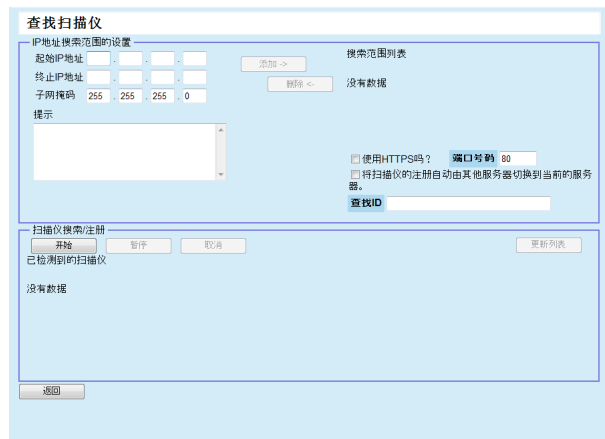 查找扫描仪
IP地址搜索范围的设置
起始IP地址 . . .
终止IP地址 . . .
子网掩码 255 . 255 . 255 . 0
提示
添加 ->
删除 <-
搜索范围列表
没有数据
使用HTTPS吗？ 端口号码 80
将扫描仪的注册自动由其他服务器切换到当前的服务
器。
查找ID
扫描仪搜索/注册
开始 暂停 取消 更新列表
已检测到的扫描仪
没有数据
返回